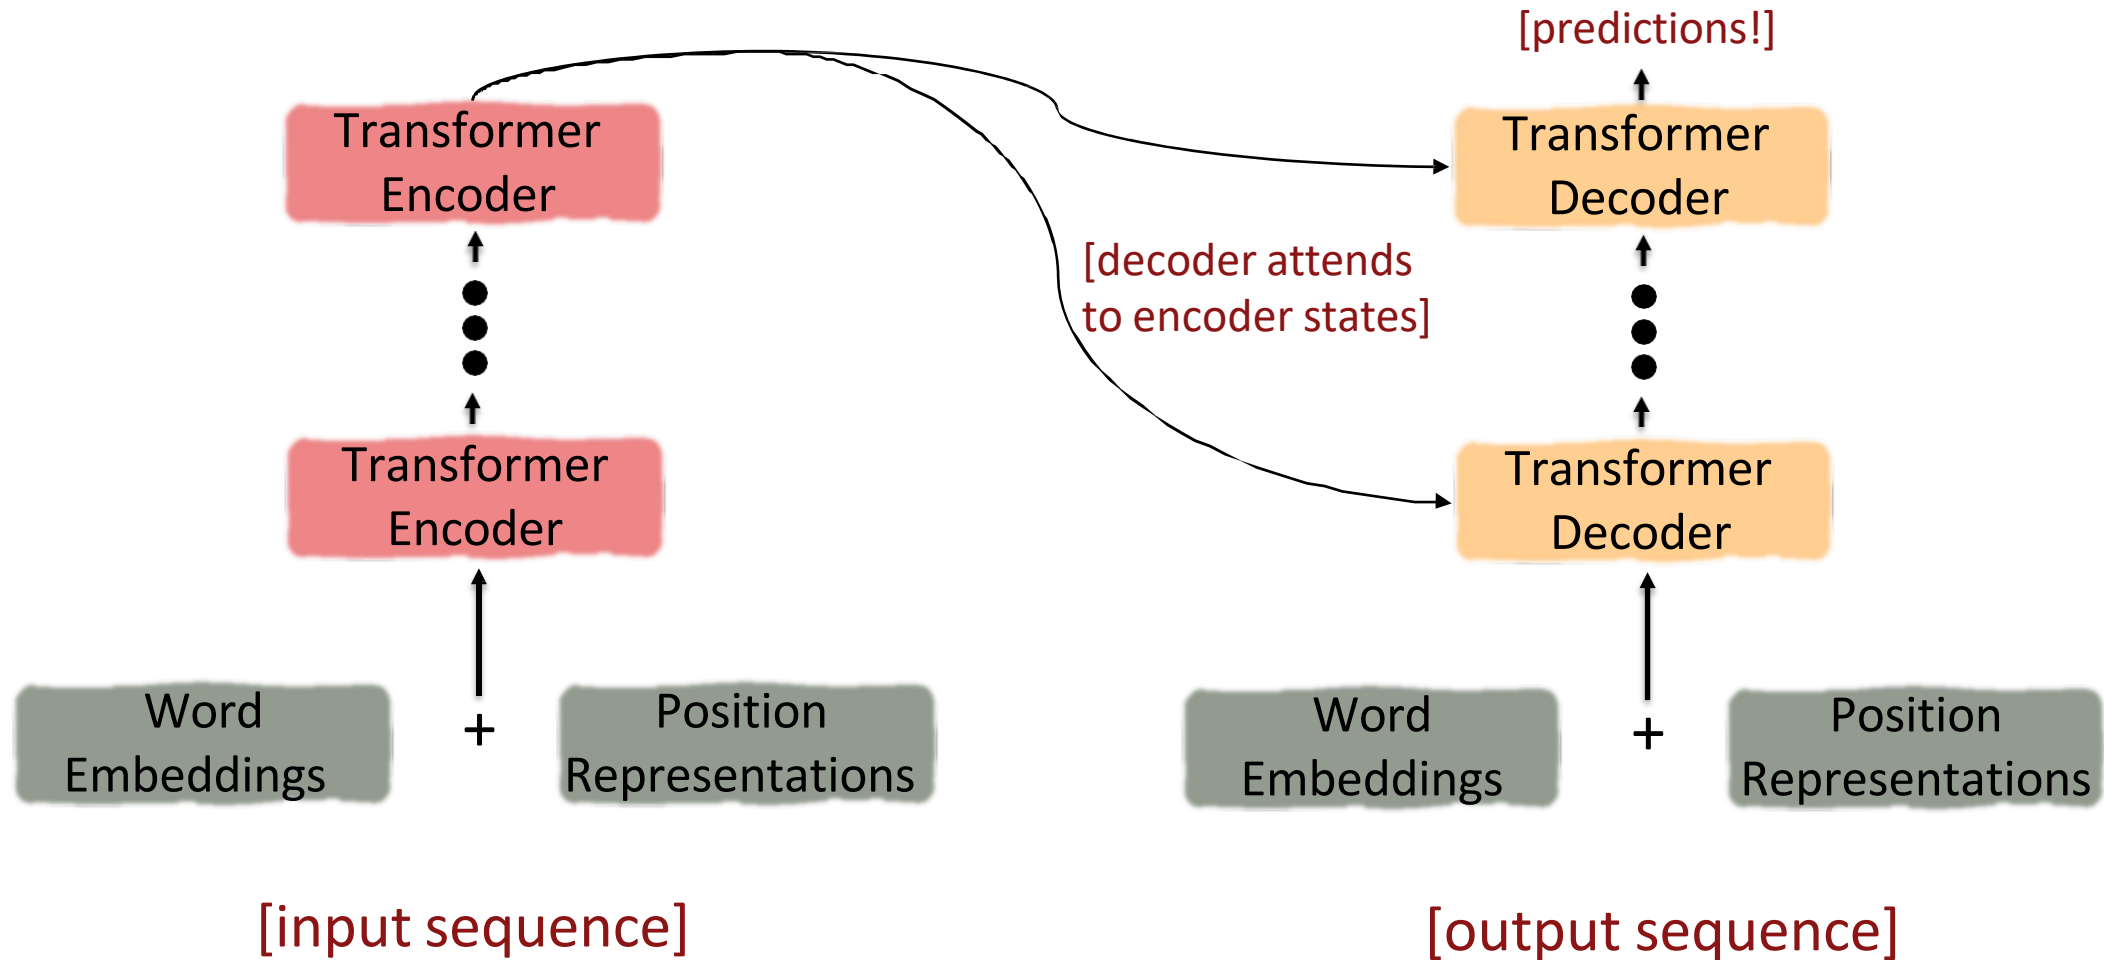 [predictions!]
Transformer
Encoder
Transformer
Decoder
[decoder attends
to encoder states]
Transformer
Encoder
Transformer
Decoder
Word
Embeddings
+
Position
Representations
Word
Embeddings
+
Position
Representations
[input sequence]
[output sequence]